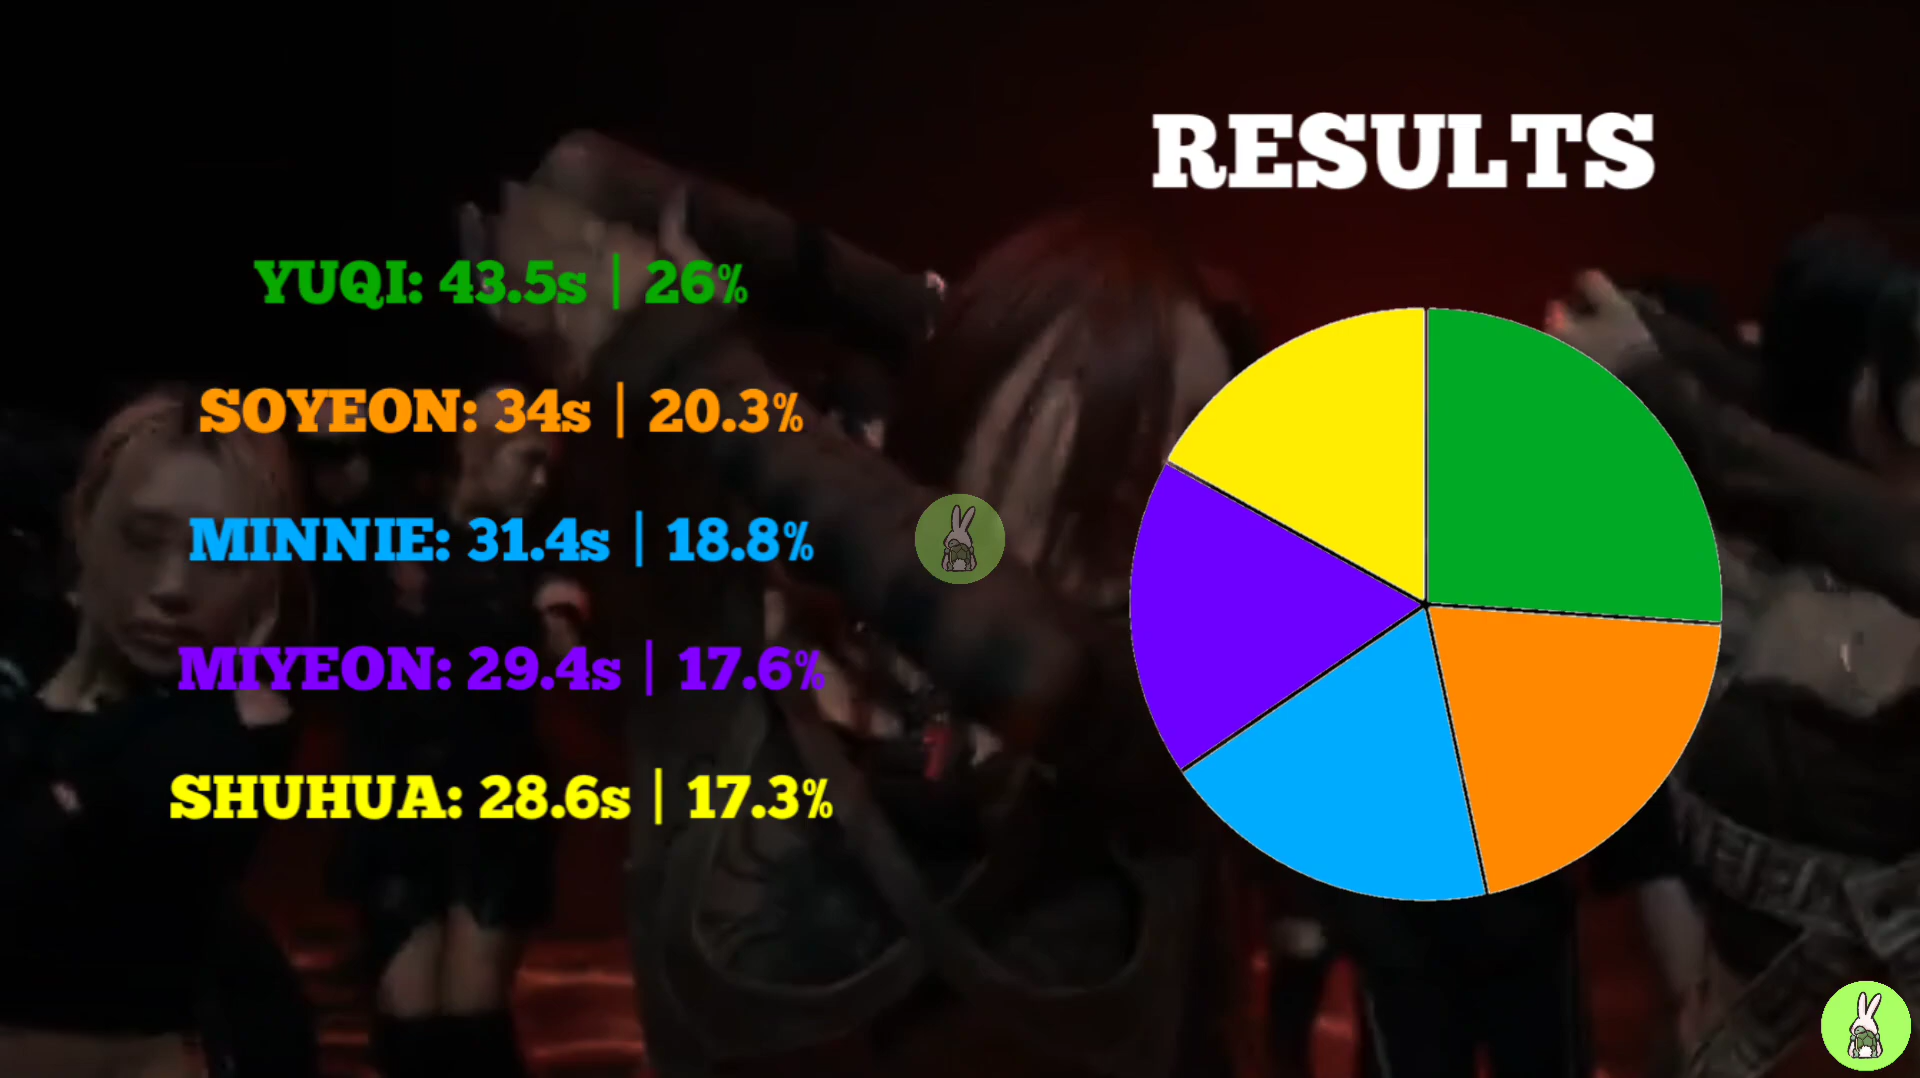 RESULTS
YUQI: 43.5s | 26%
SOYEON: 34s | 20.3%
MINNIE: 31.4s | 18.8%
MIYEON: 29.4s | 17.6%
SHUHUA: 28.6s | 17.3%